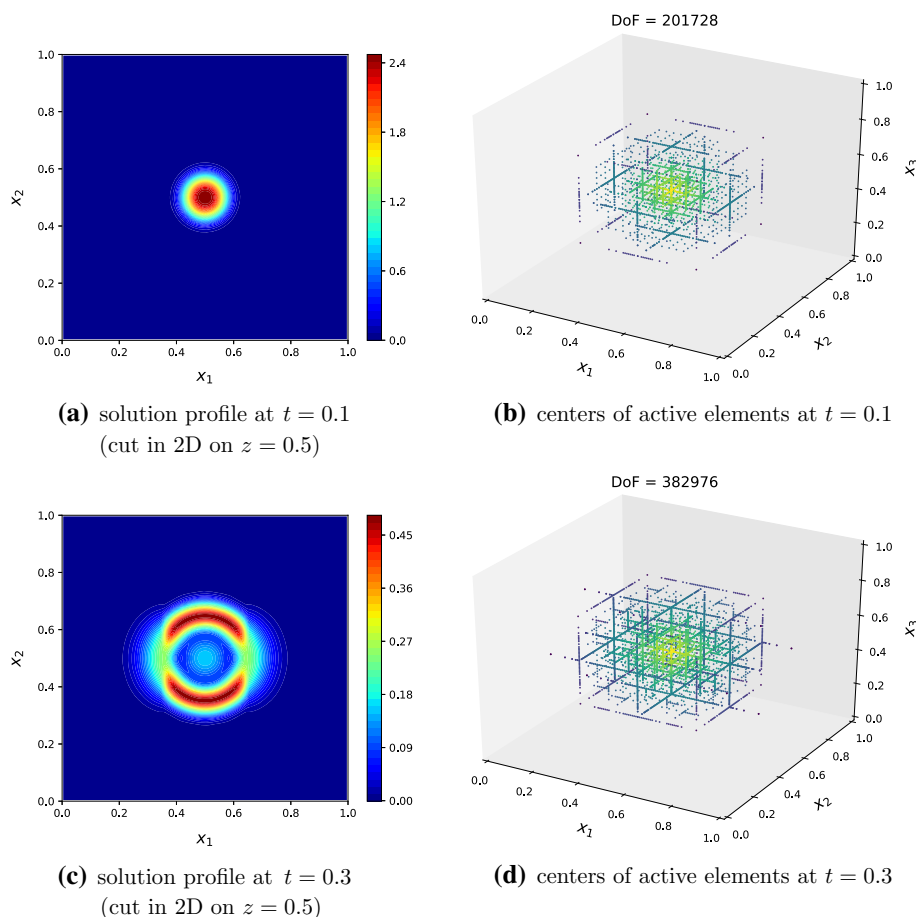 1.0
0.8
0.6
0.4
0.2
0.0
x2
0.0 0.2 0.4 0.6 0.8 1.0
x1
2.4
1.8
1.2
0.6
0.0
(a) solution profile at t = 0.1
(cut in 2D on z = 0.5)
DoF = 201728
1.0
0.8
0.6
0.4
0.2
0.0
x3
0.0 0.2 0.4 0.6 0.8 1.0
x1
0.0 0.2 0.4 0.6 0.8 1.0
x2
(b) centers of active elements at t = 0.1
1.0
0.8
0.6
0.4
0.2
0.0
x2
0.0 0.2 0.4 0.6 0.8 1.0
x1
0.45
0.36
0.27
0.18
0.09
0.00
(c) solution profile at t = 0.3
(cut in 2D on z = 0.5)
DoF = 382976
1.0
0.8
0.6
0.4
0.2
0.0
x3
0.0 0.2 0.4 0.6 0.8 1.0
x1
0.0 0.2 0.4 0.6 0.8 1.0
x2
(d) centers of active elements at t = 0.3